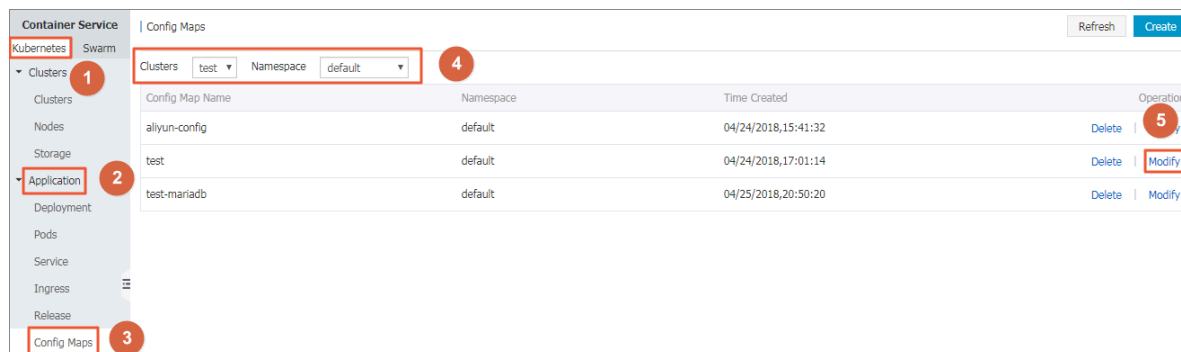 Container Service
Config Maps
Refresh
Create
Kubernetes
Swarm
Clusters
1
Clusters
test
Namespace
default
4
Clusters
Nodes
Storage
Application
2
Deployment
Pods
Service
Ingress
Release
Config Maps
3
Config Map Name
Namespace
Time Created
Operation
aliyun-config
default
04/24/2018,15:41:32
Delete
5
test
default
04/24/2018,17:01:14
Delete
Modify
test-mariadb
default
04/25/2018,20:50:20
Delete
Modify